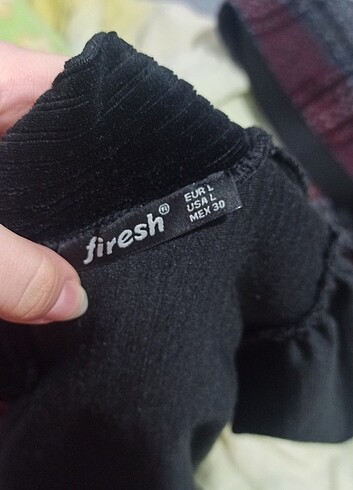 firesh®
EUR L
USA L
MEX 30